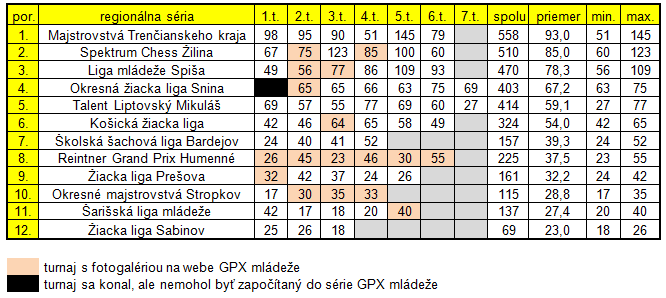 por. regionálna séria 1.t. 2.t. 3.t. 4.t. 5.t. 6.t. 7.t. spolu priemer min. max.
1. Majstrovstvá Trenčianskeho kraja 98 95 90 51 145 79 558 93,0 51 145
2. Spektrum Chess Žilina 67 75 123 85 100 60 510 85,0 60 123
3. Liga mládeže Spiša 49 56 77 86 109 93 470 78,3 56 109
4. Okresná žiacka liga Snina 65 65 66 63 75 69 403 67,2 63 75
5. Talent Liptovský Mikuláš 69 57 55 77 69 60 27 414 59,1 27 77
6. Košická žiacka liga 42 46 64 65 58 49 324 54,0 42 65
7. Školská šachová liga Bardejov 24 40 41 52 157 39,3 24 52
8. Reintner Grand Prix Humenné 26 45 23 46 30 55 225 37,5 23 55
9. Žiacka liga Prešova 32 42 37 24 26 161 32,2 24 42
10. Okresné majstrovstvá Stropkov 17 30 35 33 115 28,8 17 35
11. Šarišská liga mládeže 42 17 18 20 40 137 27,4 20 40
12. Žiacka liga Sabinov 25 26 18 69 23,0 18 26
turnaj s fotogalériou na webe GPX mládeže
turnaj sa konal, ale nemohol byť započítaný do série GPX mládeže